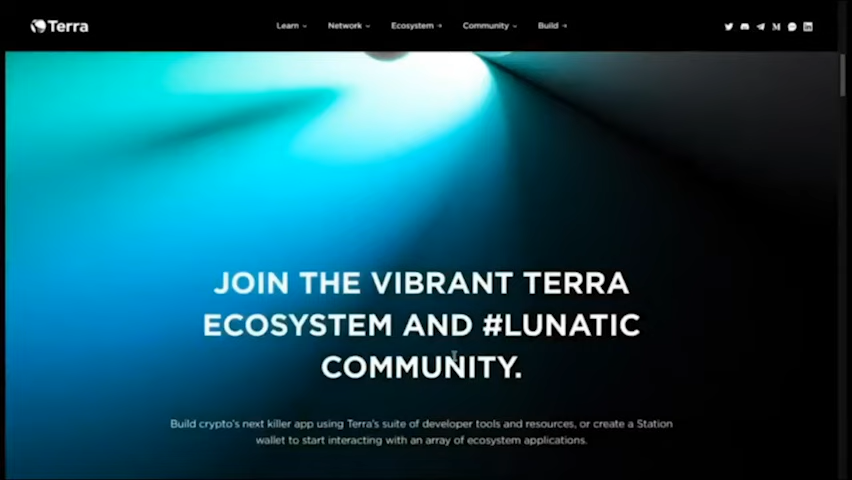 Terra
Learn Network Ecosystem Community Build
JOIN THE VIBRANT TERRA
ECOSYSTEM AND #LUNATIC
COMMUNITY.
Build crypto's next killer app using Terra's suite of developer tools and resources, or create a Station
wallet to start interacting with an array of ecosystem applications.